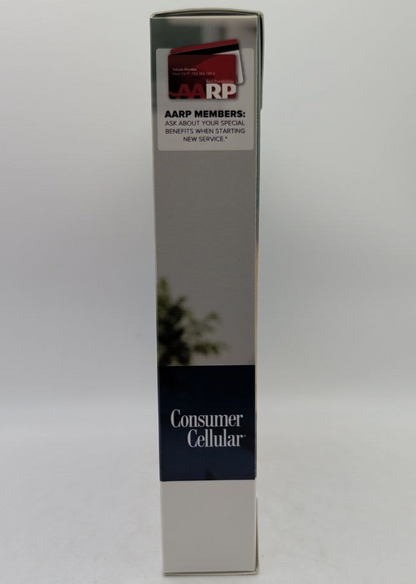 AARP
AARP MEMBERS:
ASK ABOUT YOUR SPECIAL
BENEFITS WHEN STARTING
NEW SERVICE.*
Consumer
Cellular